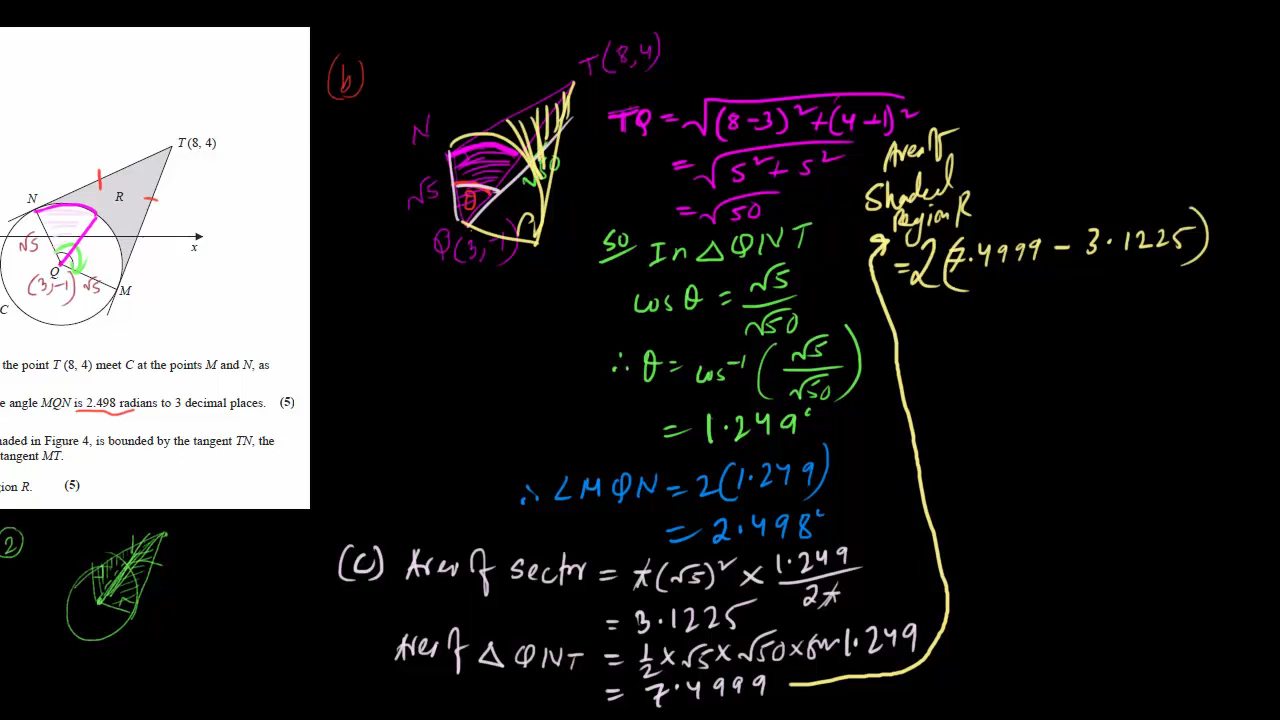 T (8, 4)
N
R
√5
x
Q
(3,-1)
√5
M
C
the point T (8, 4) meet C at the points M and N, as
e angle MQN is 2.498 radians to 3 decimal places. (5)
haded in Figure 4, is bounded by the tangent TN, the
tangent MT.
gion R. (5)
2
(b)
T(8,4)
N
√5
θ
√50
Q(3,-1)
TQ = √(8-3)²+(4+1)²
= √5²+5²
= √50
So In △QNT
cosθ = √5/√50
∴ θ = cos⁻¹(√5/√50)
= 1.249ᶜ
∴ ∠MQN = 2(1.249)
= 2.498ᶜ
(C) Area of sector = π(√5)² × 1.249/2π
= 3.1225
Area of △ QNT = 1/2 × √5 × √50 × sin 1.249
= 7.4999
Area of
Shaded
region R
= 2(7.4999 - 3.1225)